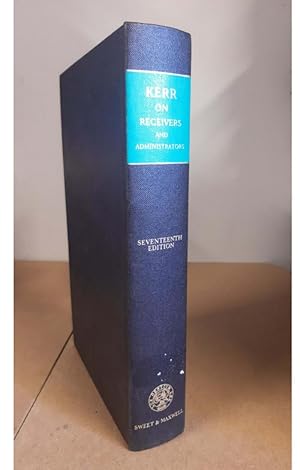 KERR
ON
RECEIVERS
AND
ADMINISTRATORS
SEVENTEENTH
EDITION
SWEET & MAXWELL